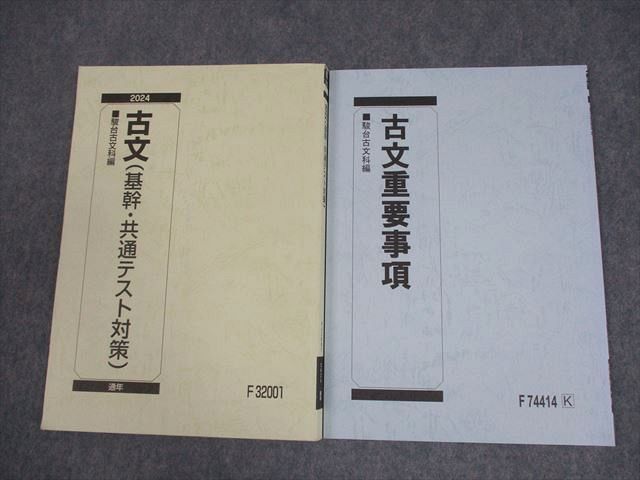 2024
古文(基幹・共通テスト対策)
■駿台古文科編
通年
F32001
古文重要事項
■駿台古文科編
F74414 K